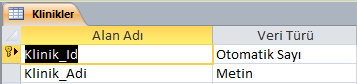 Klinikler
Alan Adı Veri Türü
Klinik_Id Otomatik Sayı
Klinik_Adi Metin